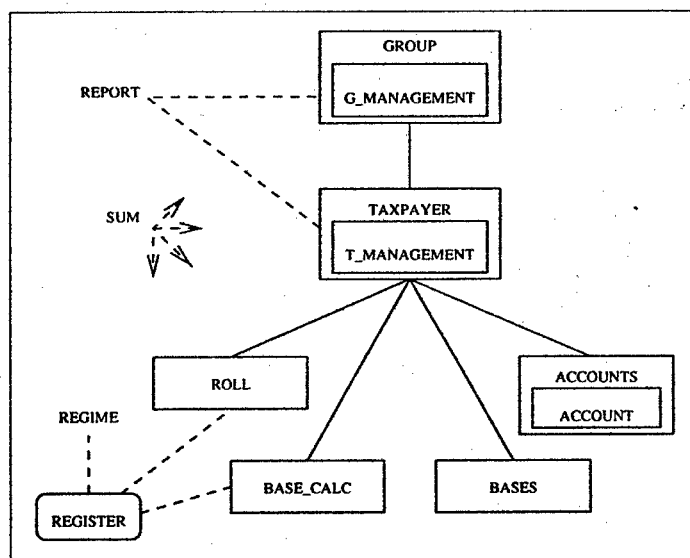 GROUP
REPORT
G_MANAGEMENT
SUM
TAXPAYER
T_MANAGEMENT
ROLL
ACCOUNTS
ACCOUNT
REGIME
BASE_CALC
BASES
REGISTER